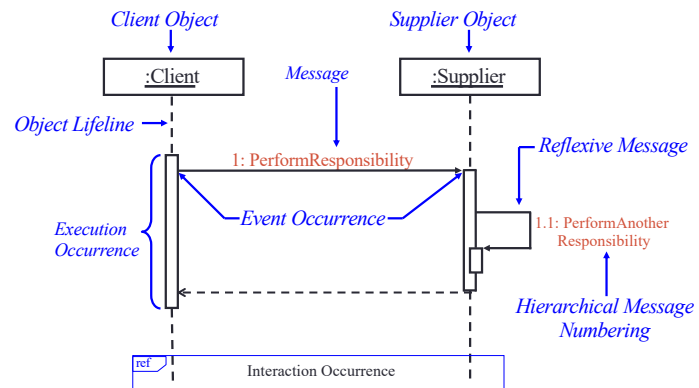 Client Object
Supplier Object
:Client
Message
:Supplier
Object Lifeline
1: PerformResponsibility
Reflexive Message
Event Occurrence
1.1: PerformAnother
Responsibility
Execution
Occurrence
Hierarchical Message
Numbering
ref
Interaction Occurrence